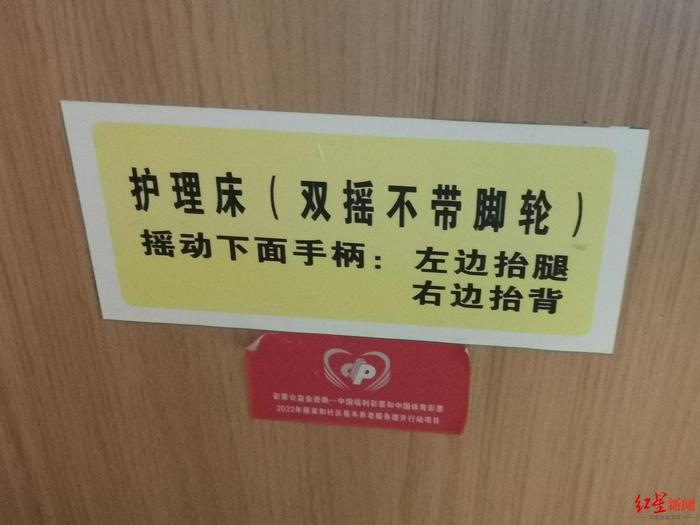 护理床（双摇不带脚轮）
摇动下面手柄：左边抬腿
右边抬背
彩票公益金资助—中国福利彩票和中国体育彩票
2022年居家和社区基本养老服务提升行动项目
红星新闻